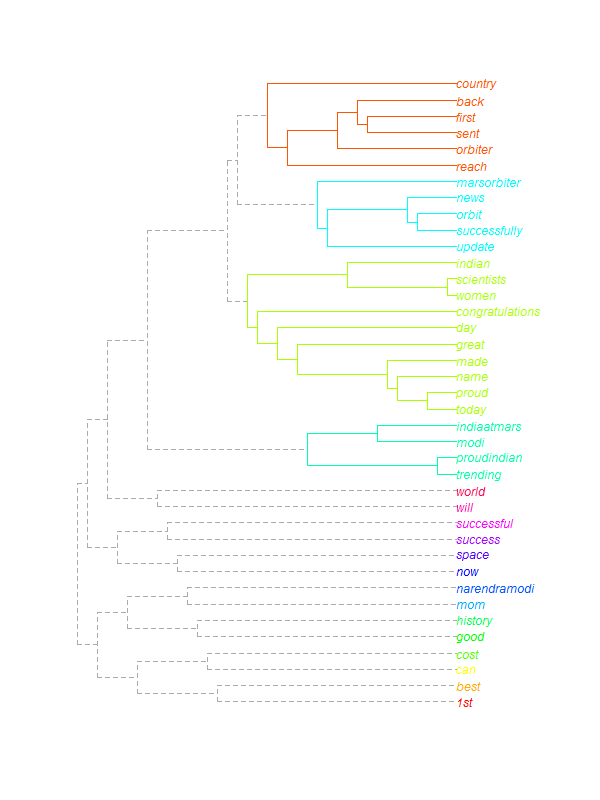 country
back
first
sent
orbiter
reach
marsorbiter
news
orbit
successfully
update
indian
scientists
women
congratulations
day
great
made
name
proud
today
indiaatmars
modi
proudindian
trending
world
will
successful
success
space
now
narendramodi
mom
history
good
cost
can
best
1st